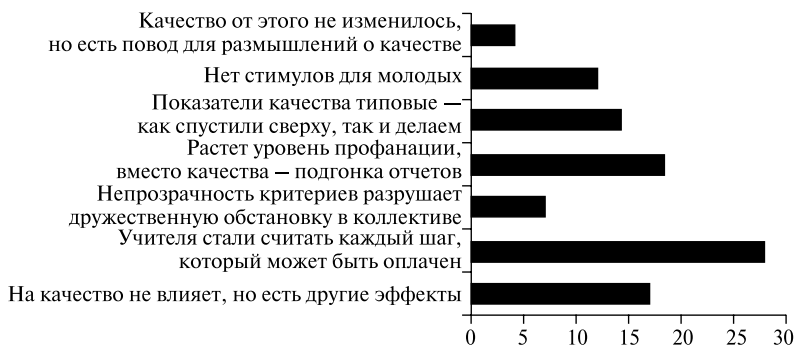 Качество от этого не изменилось,
но есть повод для размышлений о качестве
Нет стимулов для молодых
Показатели качества типовые —
как спустили сверху, так и делаем
Растет уровень профанации,
вместо качества — подгонка отчетов
Непрозрачность критериев разрушает
дружественную обстановку в коллективе
Учителя стали считать каждый шаг,
который может быть оплачен
На качество не влияет, но есть другие эффекты
0 5 10 15 20 25 30